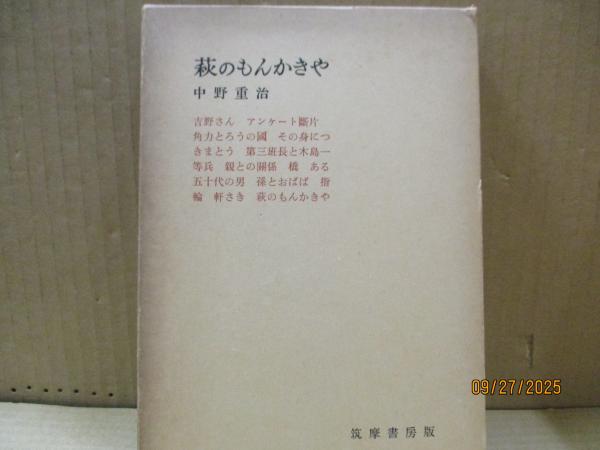 萩のもんかきや
中野重治
吉野さん　アンケート斷片
角力とろうの國　その身につ
きまとう　第三班長と木島一
等兵　親との關係　橋　ある
五十代の男　孫とおばば　指
輪　軒さき　萩のもんかきや
筑摩書房版
09/27/2025